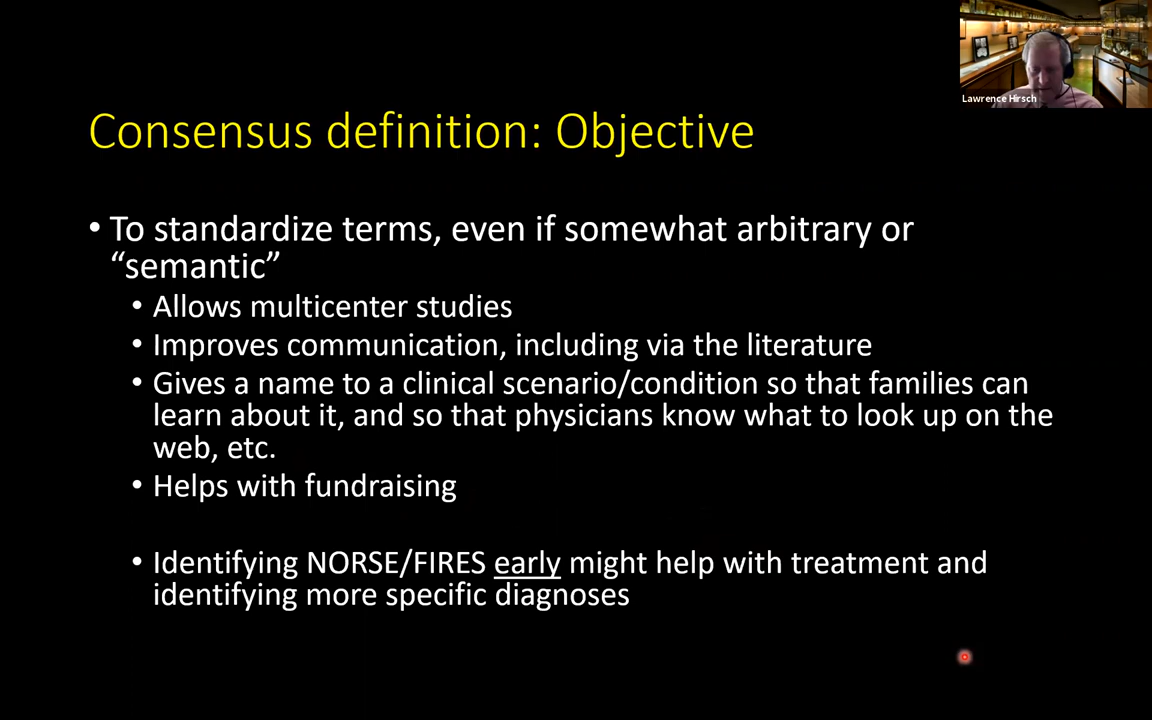 Lawrence Hirsch
Consensus definition: Objective
• To standardize terms, even if somewhat arbitrary or
“semantic”
• Allows multicenter studies
• Improves communication, including via the literature
• Gives a name to a clinical scenario/condition so that families can
learn about it, and so that physicians know what to look up on the
web, etc.
• Helps with fundraising
• Identifying NORSE/FIRES early might help with treatment and
identifying more specific diagnoses